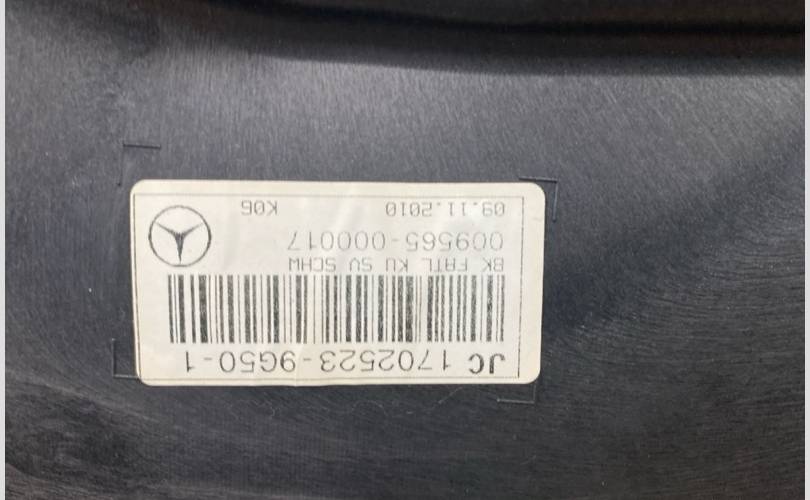 JC 1702523-9G50-1
BK FATL KU SV SCHW
009565-000017
09.11.2010 K06